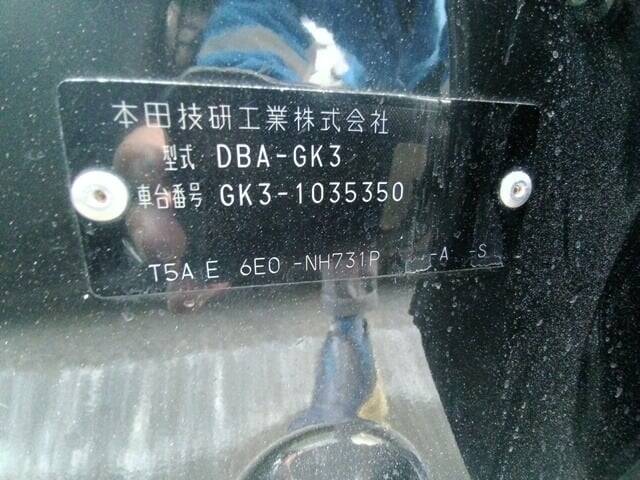 本田技研工業株式会社
型式 DBA-GK3
車台番号 GK3-1035350
T5A E 6E0 -NH731P -A -S